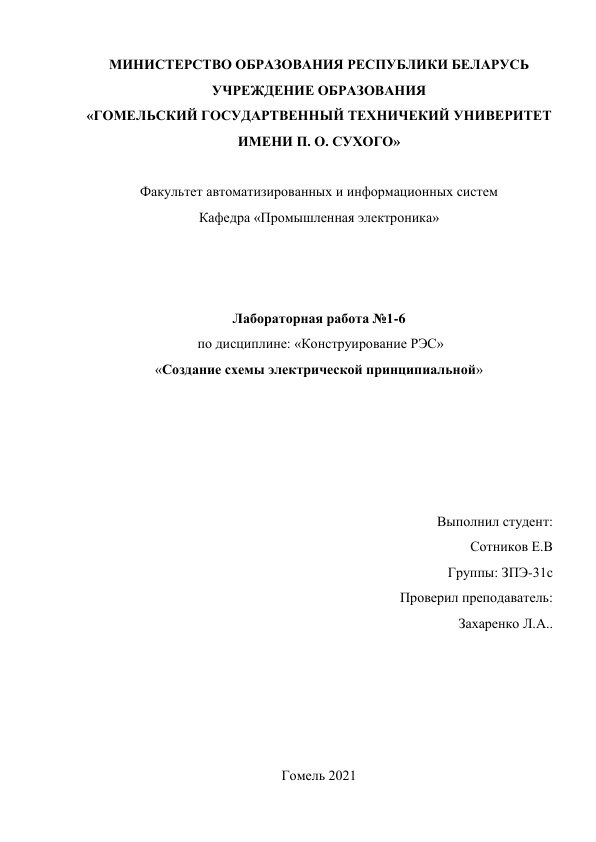 МИНИСТЕРСТВО ОБРАЗОВАНИЯ РЕСПУБЛИКИ БЕЛАРУСЬ
УЧРЕЖДЕНИЕ ОБРАЗОВАНИЯ
«ГОМЕЛЬСКИЙ ГОСУДАРТВЕННЫЙ ТЕХНИЧЕКИЙ УНИВЕРИТЕТ
ИМЕНИ П. О. СУХОГО»
Факультет автоматизированных и информационных систем
Кафедра «Промышленная электроника»
Лабораторная работа №1-6
по дисциплине: «Конструирование РЭС»
«Создание схемы электрической принципиальной»
Выполнил студент:
Сотников Е.В
Группы: ЗПЭ-31с
Проверил преподаватель:
Захаренко Л.А..
Гомель 2021